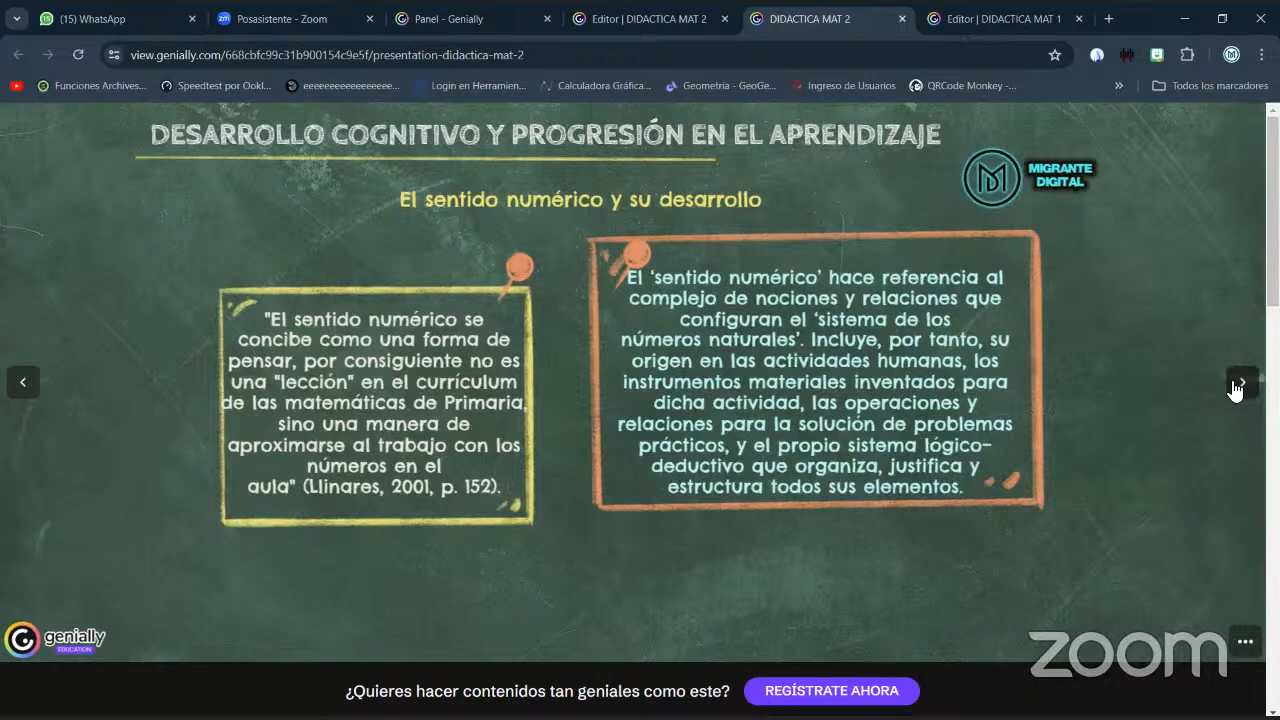 (15) WhatsApp
Posasistente - Zoom
Panel - Genially
Editor | DIDACTICA MAT 2
DIDACTICA MAT 2
Editor | DIDACTICA MAT 1
view.genially.com/668cbfc99c31b900154c9e5f/presentation-didactica-mat-2
Funciones Archives...
Speedtest por Ookl...
eeeeeeeeeeeeeeee...
Login en Herramien...
Calculadora Gráfica...
Geometría - GeoGe...
Ingreso de Usuarios
QRCode Monkey -...
Todos los marcadores
DESARROLLO COGNITIVO Y PROGRESIÓN EN EL APRENDIZAJE
MIGRANTE
DIGITAL
El sentido numérico y su desarrollo
"El sentido numérico se
concibe como una forma de
pensar, por consiguiente no es
una "lección" en el currículum
de las matemáticas de Primaria,
sino una manera de
aproximarse al trabajo con los
números en el
aula" (Llinares, 2001, p. 152).
El ‘sentido numérico’ hace referencia al
complejo de nociones y relaciones que
configuran el ‘sistema de los
números naturales’. Incluye, por tanto, su
origen en las actividades humanas, los
instrumentos materiales inventados para
dicha actividad, las operaciones y
relaciones para la solución de problemas
prácticos, y el propio sistema lógico-
deductivo que organiza, justifica y
estructura todos sus elementos.
genially
EDUCATION
zoom
¿Quieres hacer contenidos tan geniales como este?
REGÍSTRATE AHORA